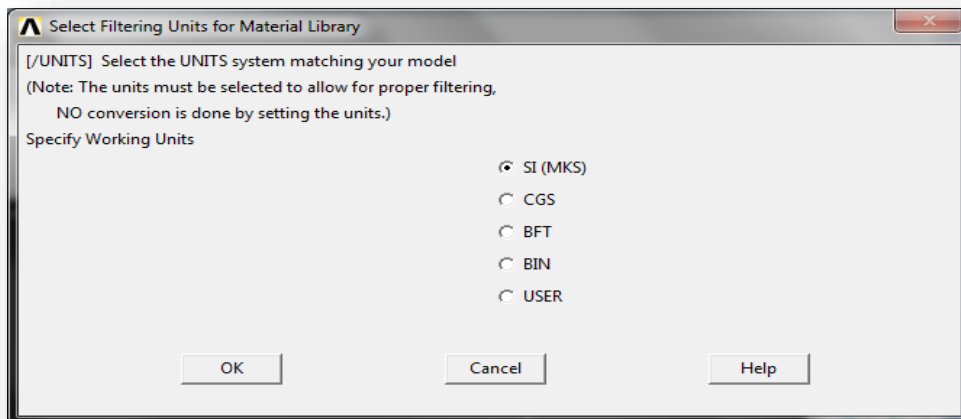 Select Filtering Units for Material Library
[/UNITS] Select the UNITS system matching your model
(Note: The units must be selected to allow for proper filtering,
NO conversion is done by setting the units.)
Specify Working Units
SI (MKS)
CGS
BFT
BIN
USER
OK Cancel Help